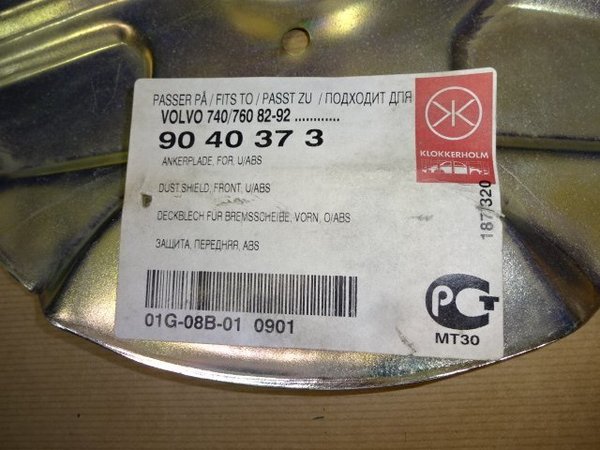 PASSER PÅ / FITS TO / PASST ZU / ПОДХОДИТ ДЛЯ
VOLVO 740/760 82-92 ............
90 40 37 3
ANKERPLADE, FOR, U/ABS
DUST SHIELD, FRONT, U/ABS
DECKBLECH FUR BREMSSCHEIBE, VORN, O/ABS
ЗАЩИТА, ПЕРЕДНЯЯ, ABS
01G-08B-01 0901
KLOKKERHOLM
187/320
РСТ
MT30